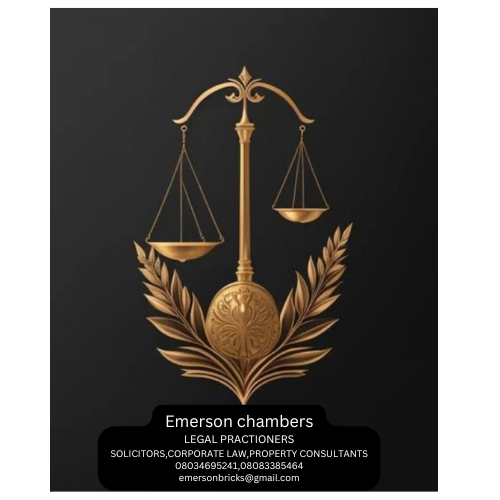 Emerson chambers
LEGAL PRACTIONERS
SOLICITORS,CORPORATE LAW,PROPERTY CONSULTANTS
08034695241,08083385464
emersonbricks@gmail.com